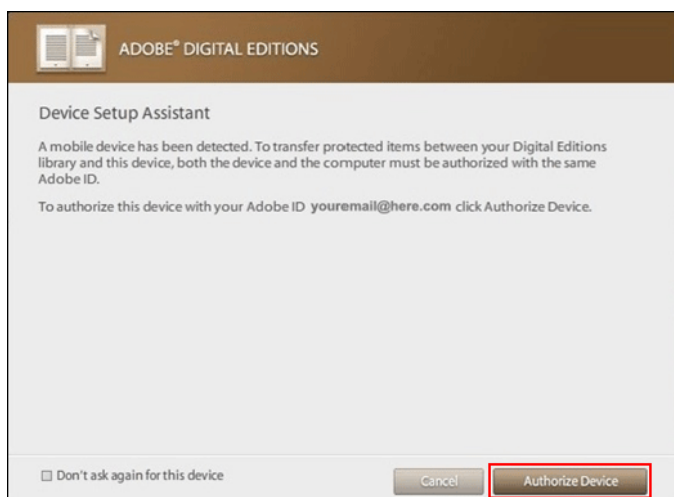 ADOBE® DIGITAL EDITIONS
Device Setup Assistant
A mobile device has been detected. To transfer protected items between your Digital Editions
library and this device, both the device and the computer must be authorized with the same
Adobe ID.
To authorize this device with your Adobe ID youremail@here.com click Authorize Device.
Don't ask again for this device
Cancel
Authorize Device